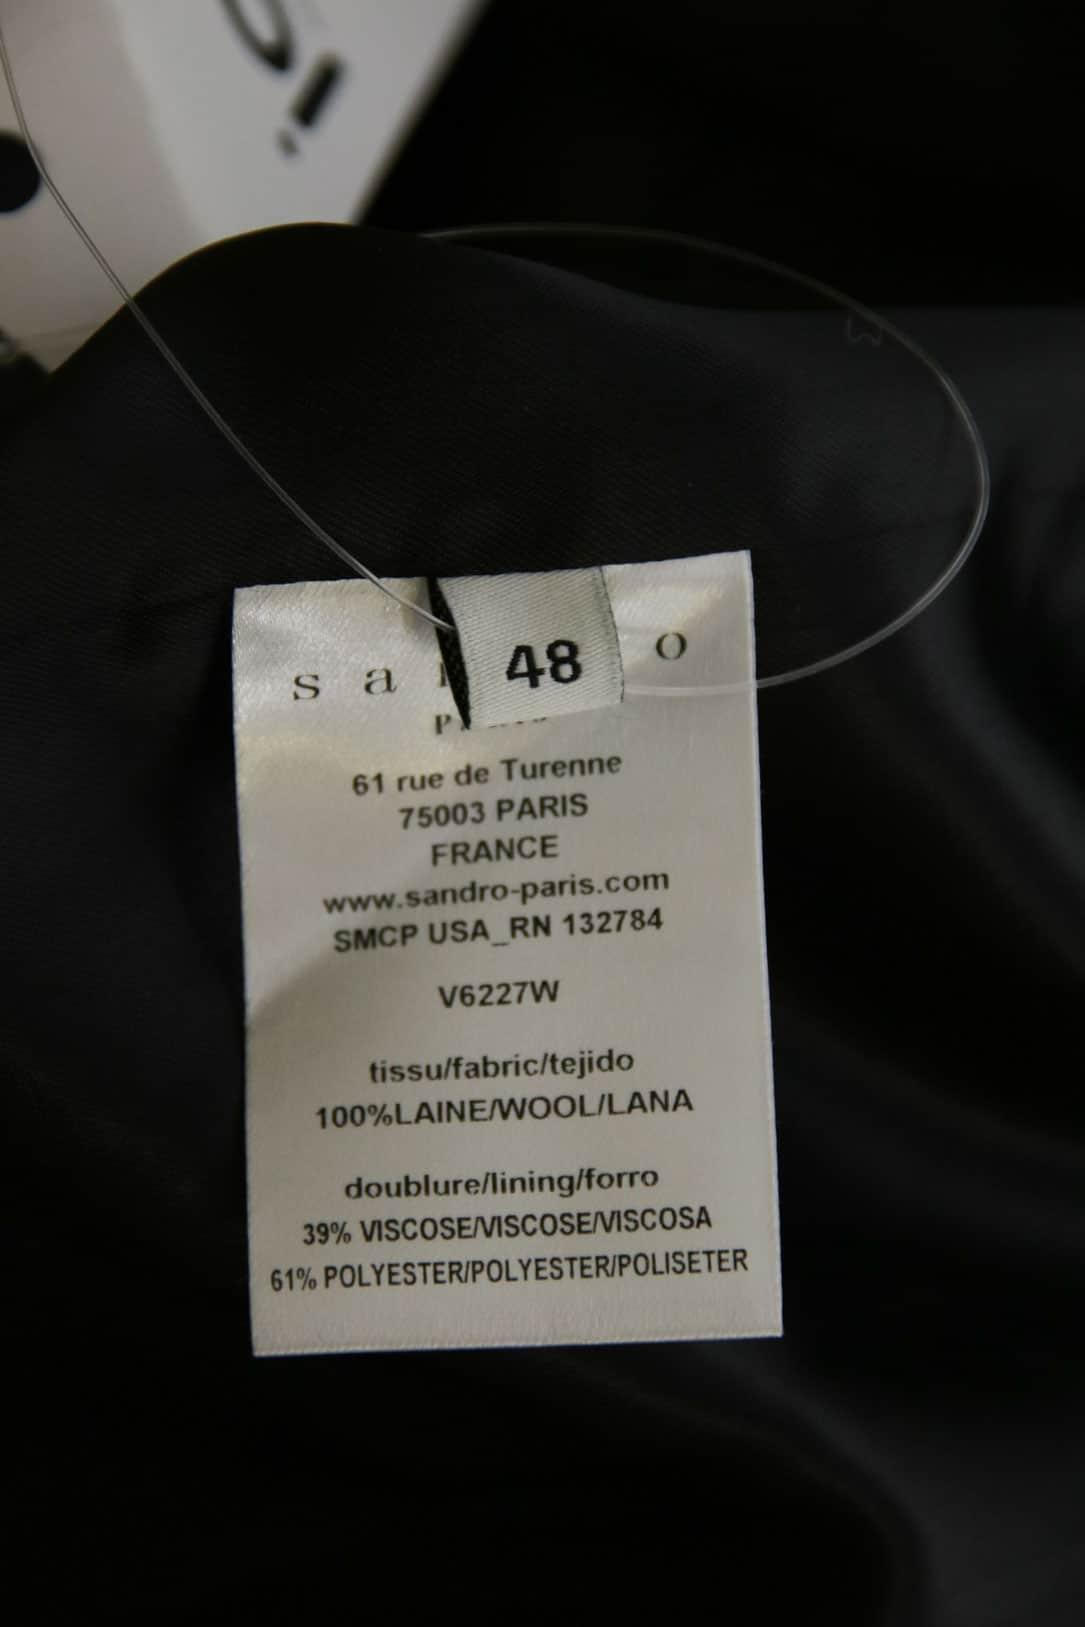 sa
o
48
61 rue de Turenne
75003 PARIS
FRANCE
www.sandro-paris.com
SMCP USA_RN 132784
V6227W
tissu/fabric/tejido
100%LAINE/WOOL/LANA
doublure/lining/forro
39% VISCOSE/VISCOSE/VISCOSA
61% POLYESTER/POLYESTER/POLISETER